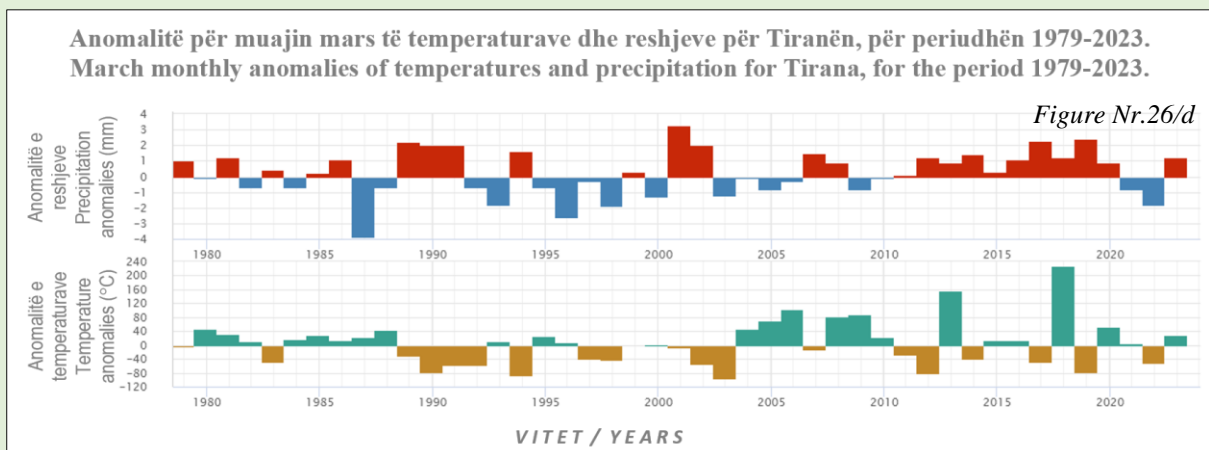 Anomalitë për muajin mars të temperaturave dhe reshjeve për Tiranën, për periudhën 1979-2023.
March monthly anomalies of temperatures and precipitation for Tirana, for the period 1979-2023.
Figure Nr.26/d
Anomalitë e
reshjeve
Precipitation
anomalies (mm)
4
3
2
1
0
-1
-2
-3
-4
1980 1985 1990 1995 2000 2005 2010 2015 2020
Anomalitë e
temperaturave
Temperature
anomalies (°C)
240
200
160
120
80
40
0
-40
-80
-120
1980 1985 1990 1995 2000 2005 2010 2015 2020
VITET / YEARS